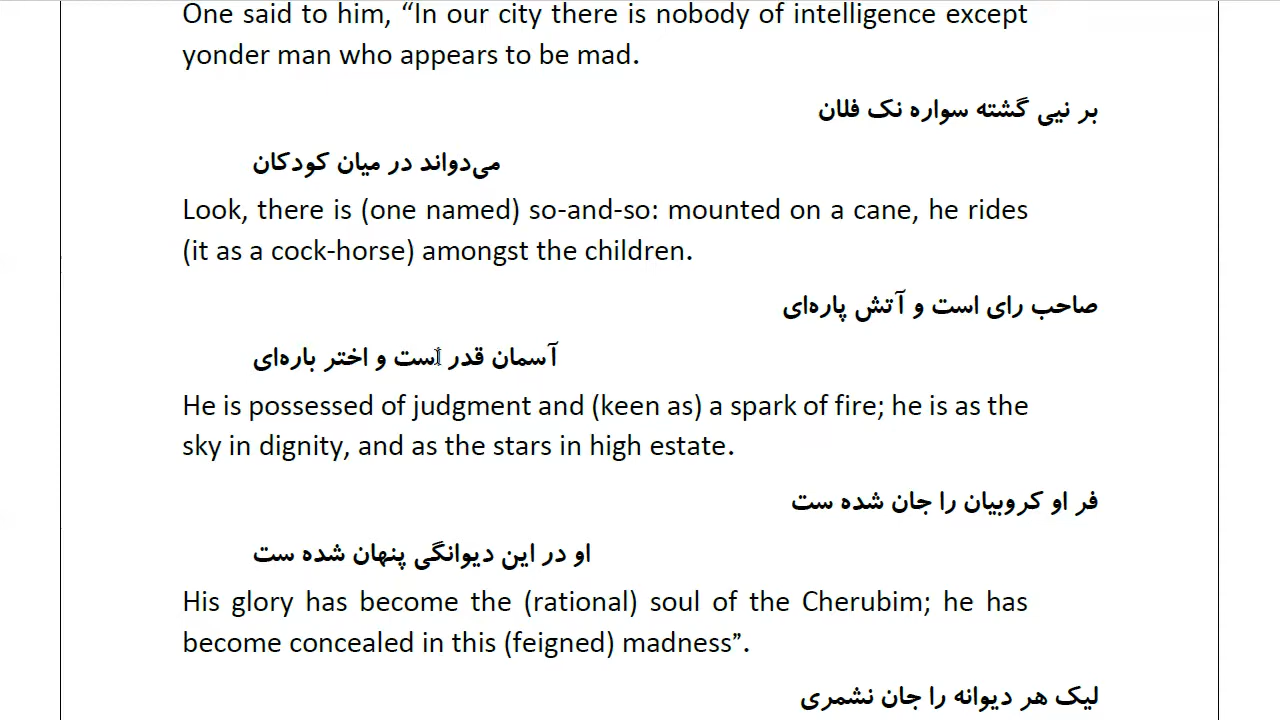 One said to him, “In our city there is nobody of intelligence except
yonder man who appears to be mad.
بر نیی گشته سواره نک فلان
می‌دواند در میان کودکان
Look, there is (one named) so-and-so: mounted on a cane, he rides
(it as a cock-horse) amongst the children.
صاحب رای است و آتش پاره‌ای
آسمان قدر است و اختر باره‌ای
He is possessed of judgment and (keen as) a spark of fire; he is as the
sky in dignity, and as the stars in high estate.
فر او کروبیان را جان شده ست
او در این دیوانگی پنهان شده ست
His glory has become the (rational) soul of the Cherubim; he has
become concealed in this (feigned) madness”.
لیک هر دیوانه را جان نشمری